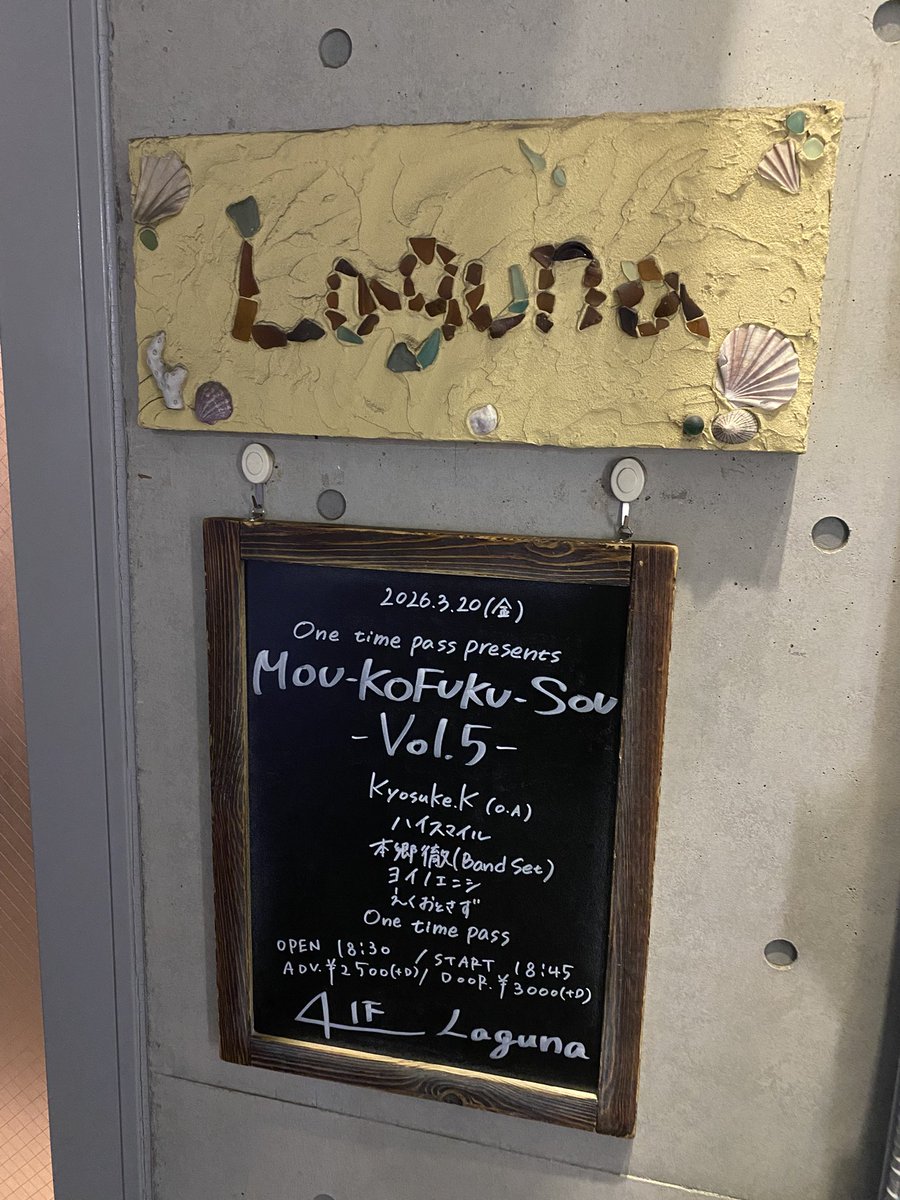 Laguna
2026.3.20(金)
One time pass presents
Mou-KoFuKu-Sou
-Vol.5-
Kyosuke.K (O.A)
ハイスマイル
本郷徹(Band Set)
ヨイノエニシ
えくおとさず
One time pass
OPEN 18:30 / START 18:45
ADV.¥2500(+D)/ DOOR.¥3000(+D)
1F Laguna